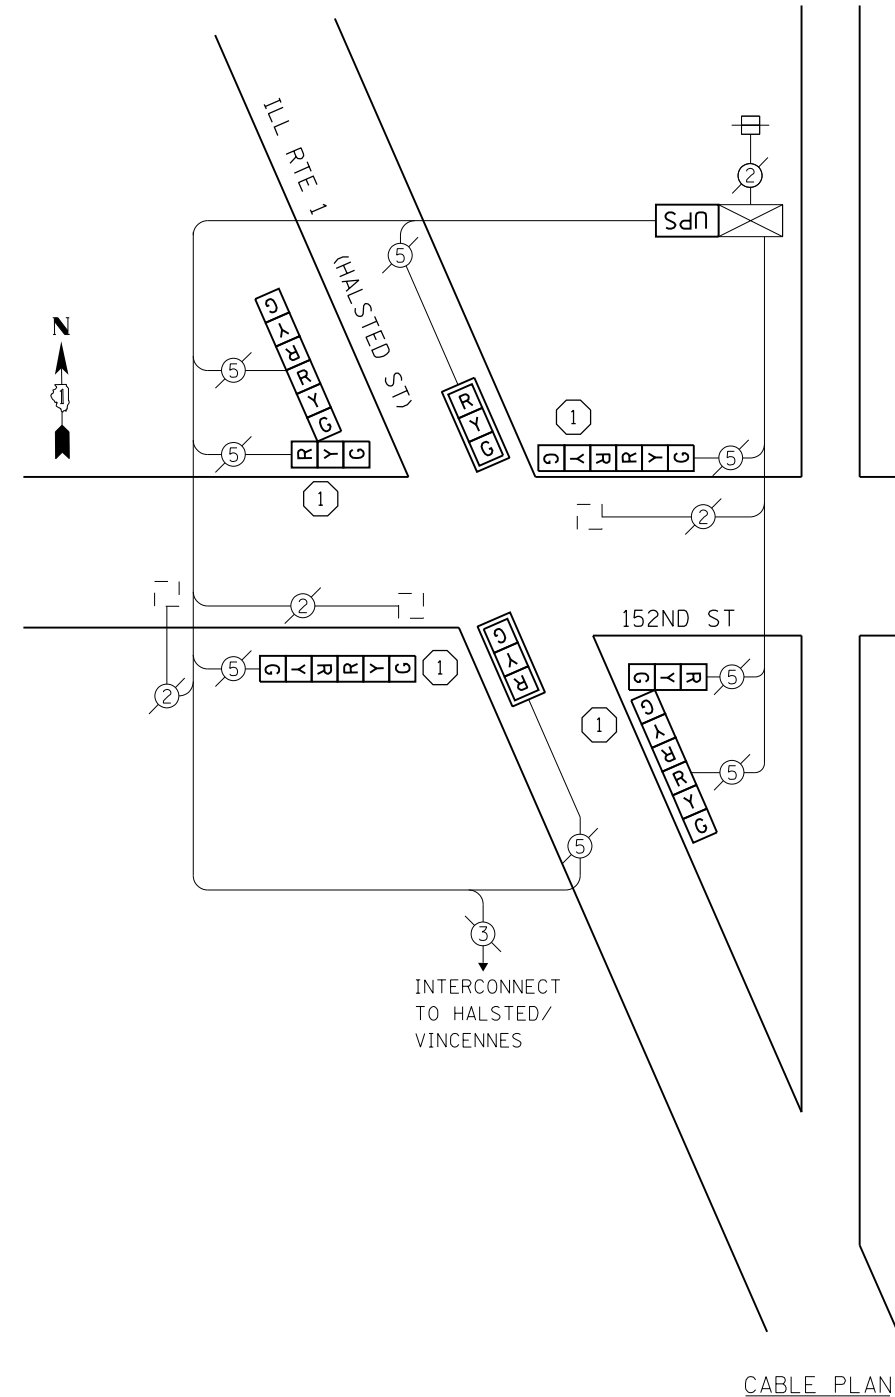 ILL RTE 1
(HALSTED ST)
2
UPS
5
N
1
G Y R R Y G
5
R Y G
5
R Y G
1
1
G Y R R Y G
5
2
2
G Y R
152ND ST
5
G Y R R Y G
1
G Y R
5
2
1
G Y R R Y G
5
5
3
INTERCONNECT
TO HALSTED/
VINCENNES
CABLE PLAN